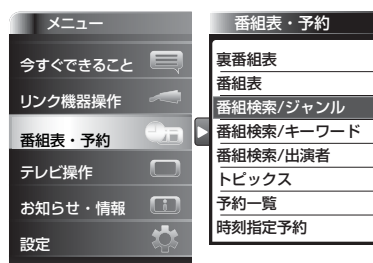 メニュー
今すぐできること
リンク機器操作
番組表・予約
テレビ操作
お知らせ・情報
設定
番組表・予約
裏番組表
番組表
番組検索/ジャンル
番組検索/キーワード
番組検索/出演者
トピックス
予約一覧
時刻指定予約